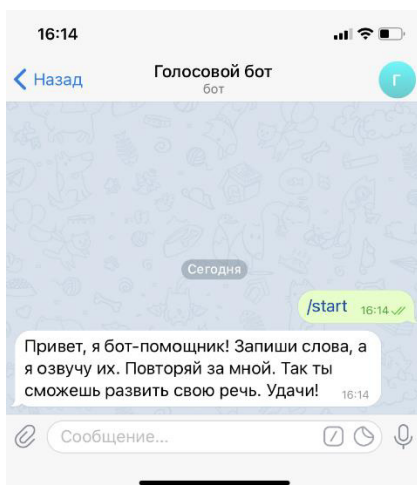 16:14
Назад
Голосовой бот
бот
Г
Сегодня
/start 16:14
Привет, я бот-помощник! Запиши слова, а
я озвучу их. Повторяй за мной. Так ты
сможешь развить свою речь. Удачи! 16:14
Сообщение...